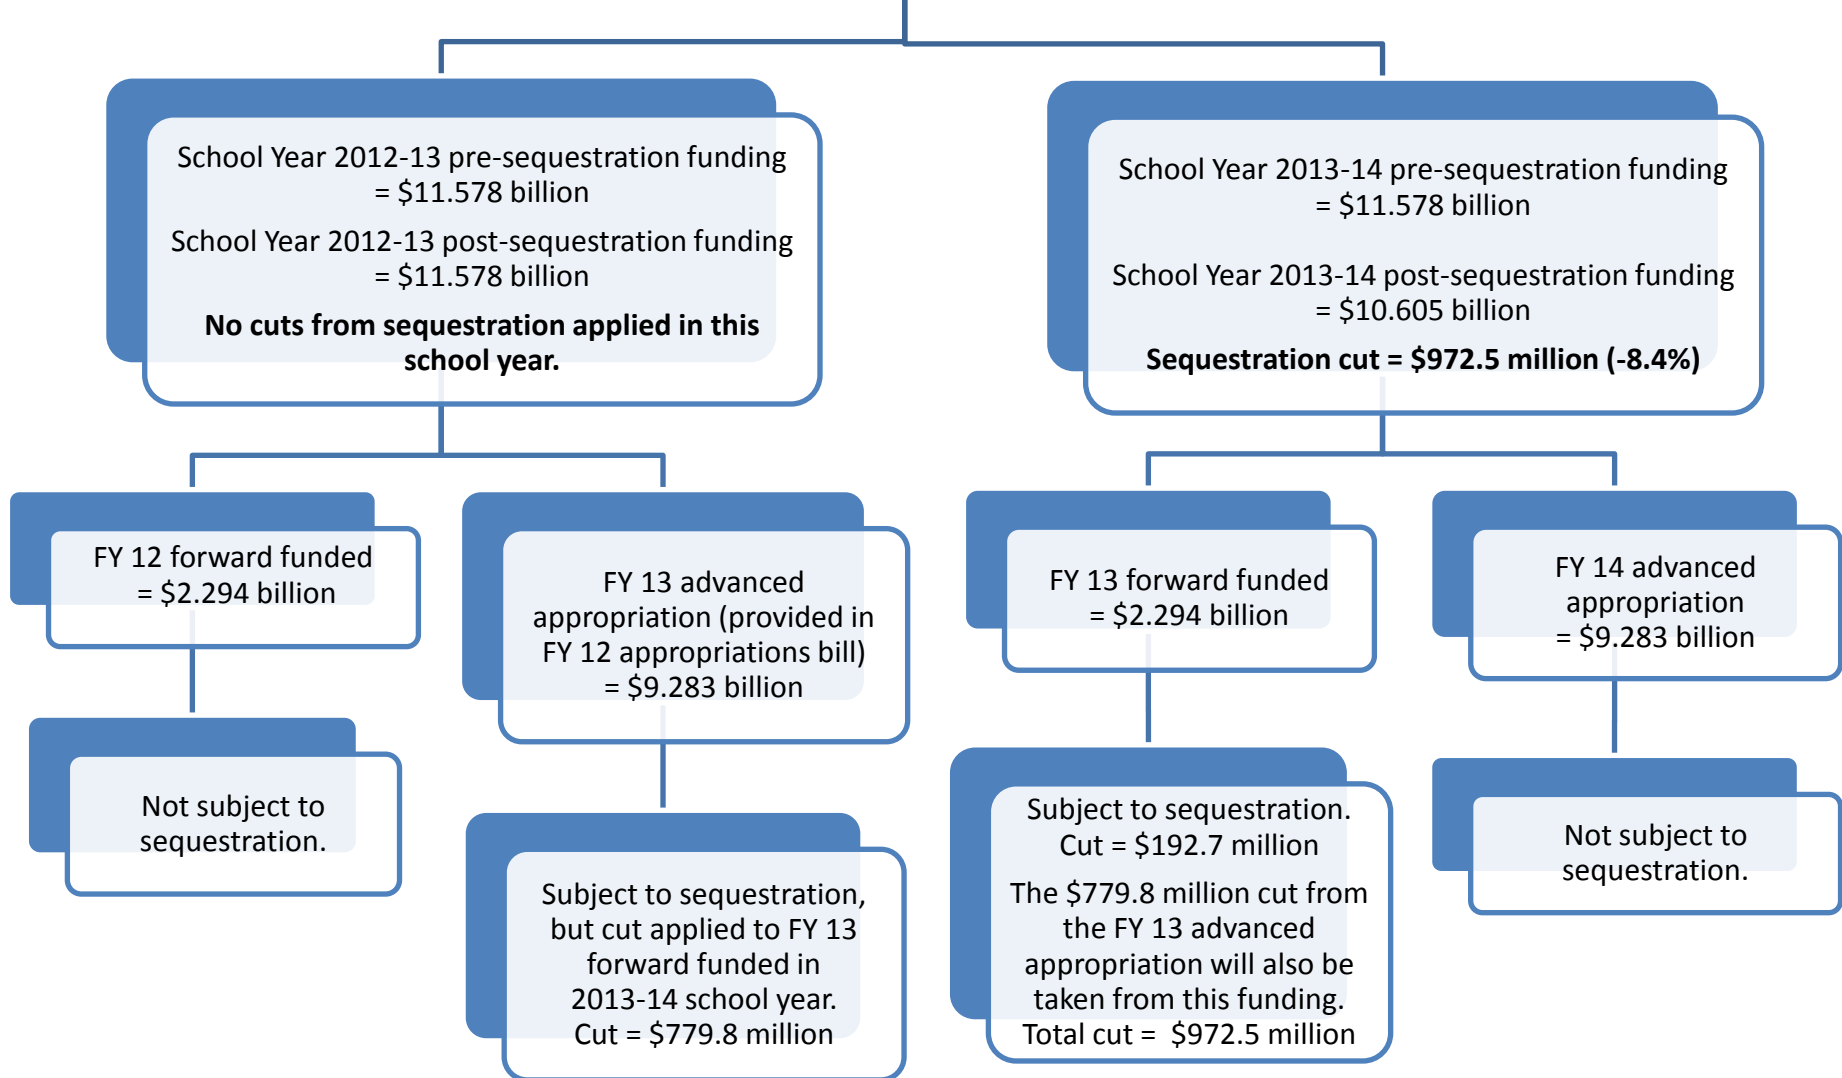 School Year 2012-13 pre-sequestration funding
= $11.578 billion
School Year 2012-13 post-sequestration funding
= $11.578 billion
No cuts from sequestration applied in this
school year.
School Year 2013-14 pre-sequestration funding
= $11.578 billion
School Year 2013-14 post-sequestration funding
= $10.605 billion
Sequestration cut = $972.5 million (-8.4%)
FY 12 forward funded
= $2.294 billion
FY 13 advanced
appropriation (provided in
FY 12 appropriations bill)
= $9.283 billion
FY 13 forward funded
= $2.294 billion
FY 14 advanced
appropriation
= $9.283 billion
Not subject to
sequestration.
Subject to sequestration,
but cut applied to FY 13
forward funded in
2013-14 school year.
Cut = $779.8 million
Subject to sequestration.
Cut = $192.7 million
The $779.8 million cut from
the FY 13 advanced
appropriation will also be
taken from this funding.
Total cut = $972.5 million
Not subject to
sequestration.